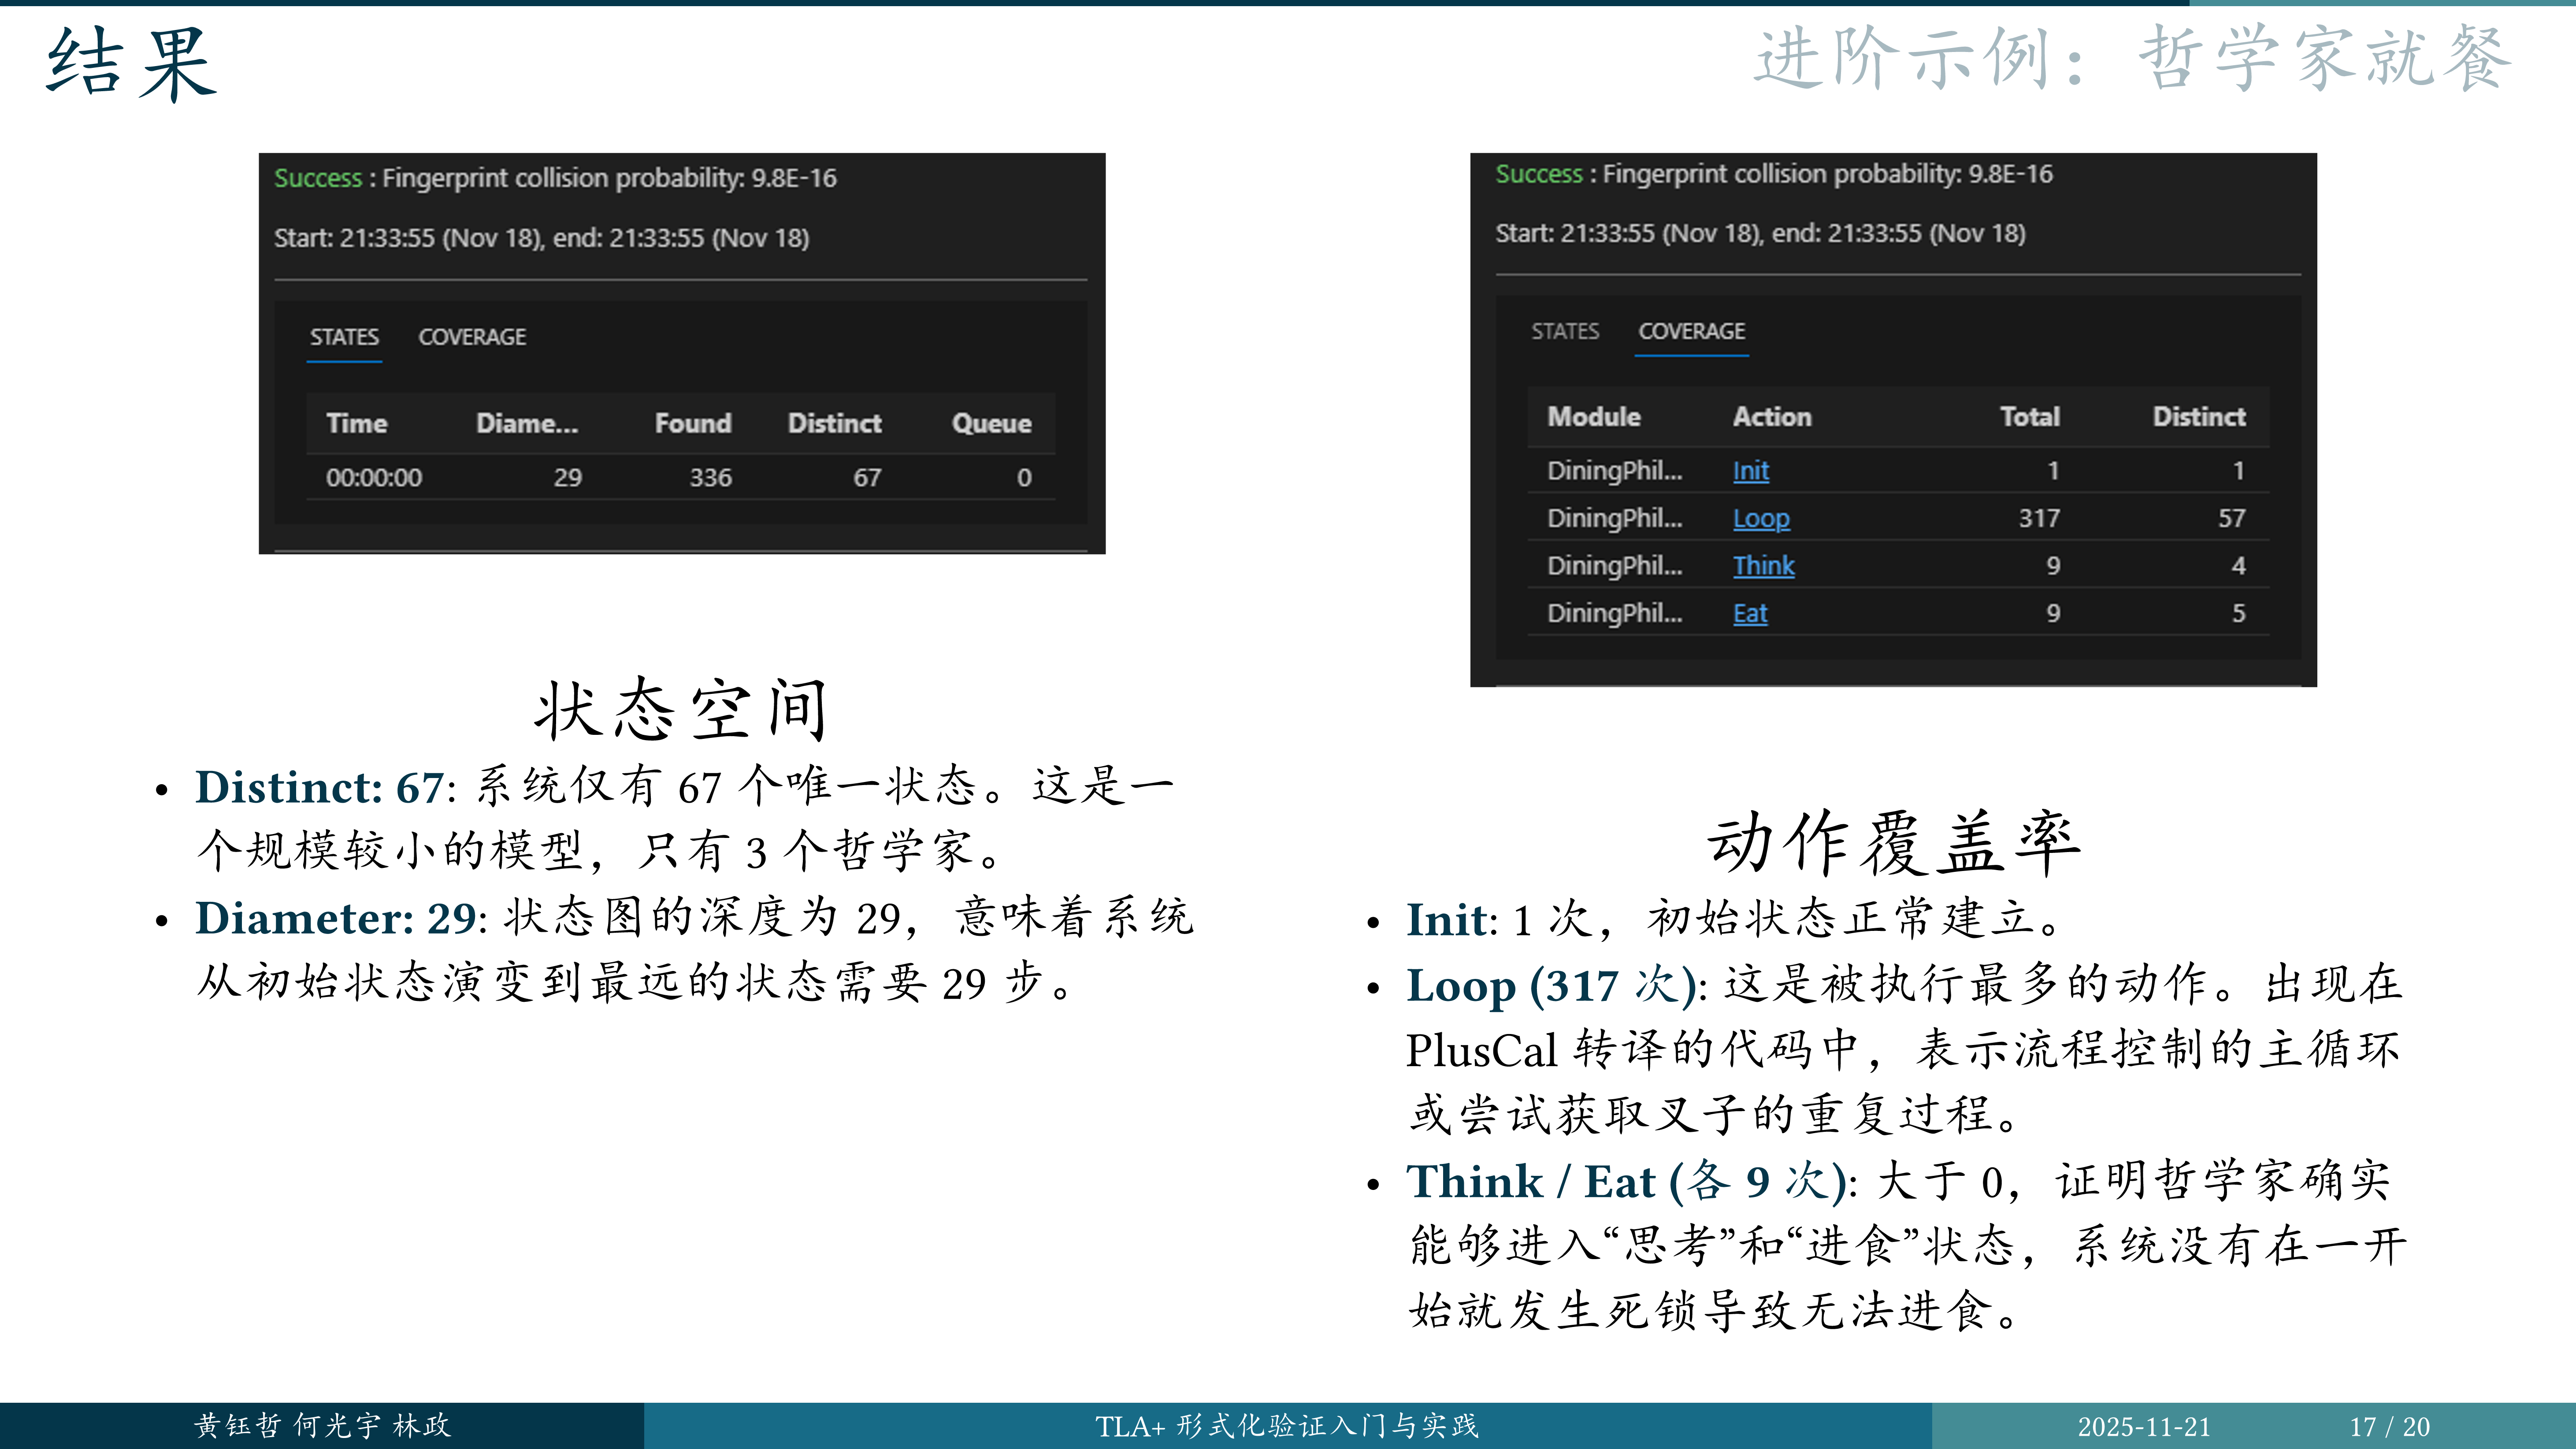 结果
进阶示例：哲学家就餐
Success : Fingerprint collision probability: 9.8E-16
Start: 21:33:55 (Nov 18), end: 21:33:55 (Nov 18)
STATES COVERAGE
Time Diame... Found Distinct Queue
00:00:00 29 336 67 0
状态空间
• Distinct: 67: 系统仅有 67 个唯一状态。这是一
个规模较小的模型，只有 3 个哲学家。
• Diameter: 29: 状态图的深度为 29，意味着系统
从初始状态演变到最远的状态需要 29 步。
Success : Fingerprint collision probability: 9.8E-16
Start: 21:33:55 (Nov 18), end: 21:33:55 (Nov 18)
STATES COVERAGE
Module Action Total Distinct
DiningPhil... Init 1 1
DiningPhil... Loop 317 57
DiningPhil... Think 9 4
DiningPhil... Eat 9 5
动作覆盖率
• Init: 1 次，初始状态正常建立。
• Loop (317 次): 这是被执行最多的动作。出现在
PlusCal 转译的代码中，表示流程控制的主循环
或尝试获取叉子的重复过程。
• Think / Eat (各 9 次): 大于 0，证明哲学家确实
能够进入“思考”和“进食”状态，系统没有在一开
始就发生死锁导致无法进食。
黄钰哲 何光宇 林政
TLA+ 形式化验证入门与实践
2025-11-21
17 / 20